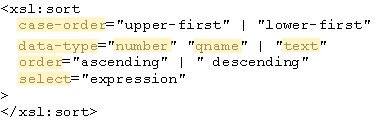 <xsl:sort
case-order="upper-first" | "lower-first"
data-type="number" "qname" | "text"
order="ascending" | " descending"
select="expression"
>
</xsl:sort>